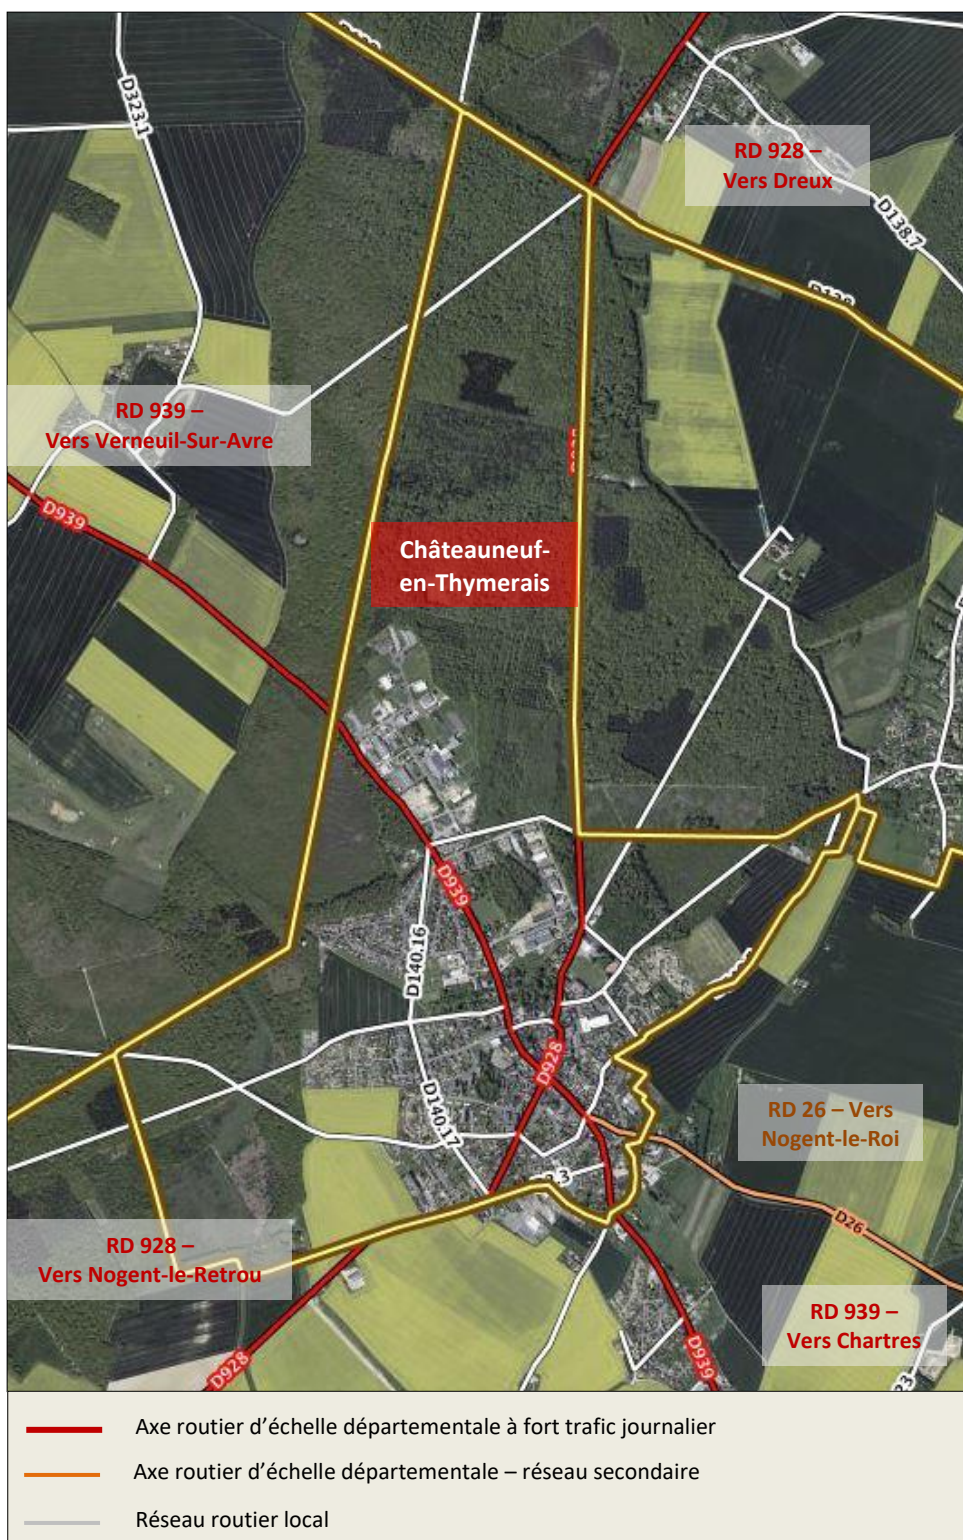 D323.1
RD 928 –
Vers Dreux
D138.7
RD 939 –
Vers Verneuil-Sur-Avre
D939
Châteauneuf-
en-Thymerais
D939
D140.16
D928
D140.17
RD 26 – Vers
Nogent-le-Roi
D26
RD 928 –
Vers Nogent-le-Retrou
RD 939 –
Vers Chartres
D928
D939
Axe routier d’échelle départementale à fort trafic journalier
Axe routier d’échelle départementale – réseau secondaire
Réseau routier local